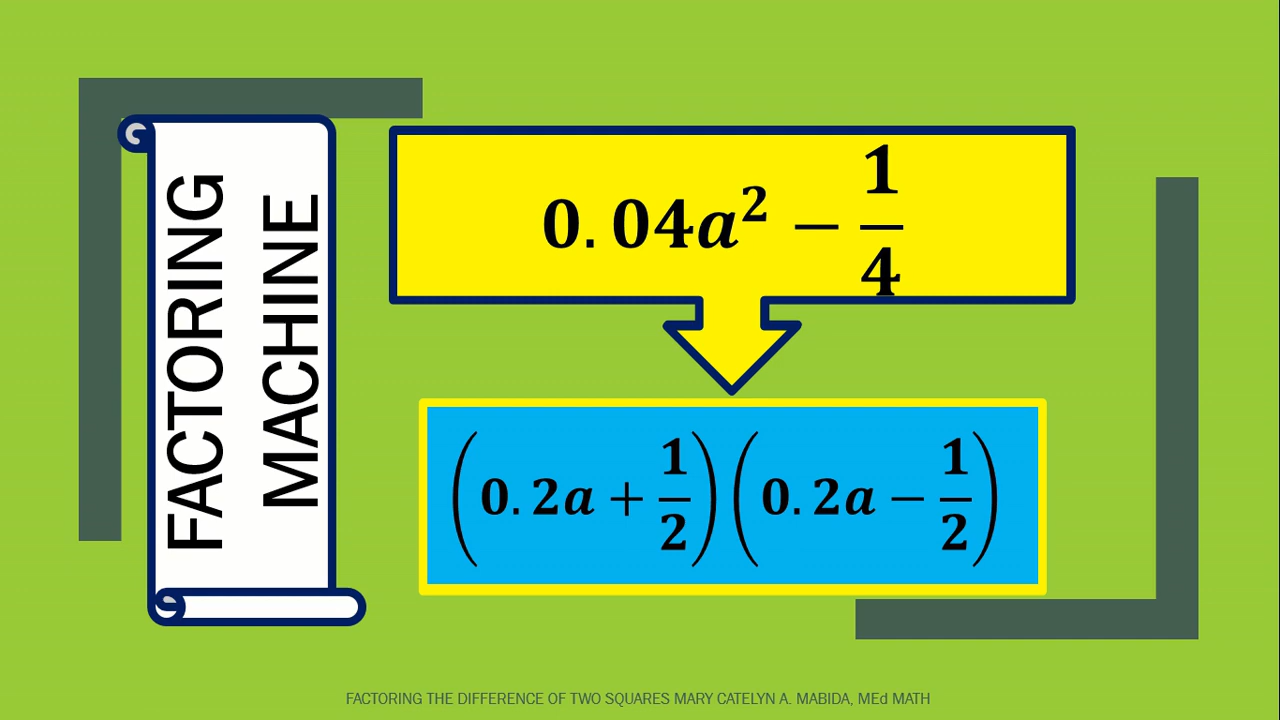 FACTORING
MACHINE
0.04a² − 1/4
(0.2a + 1/2)(0.2a − 1/2)
FACTORING THE DIFFERENCE OF TWO SQUARES MARY CATELYN A. MABIDA, MEd MATH